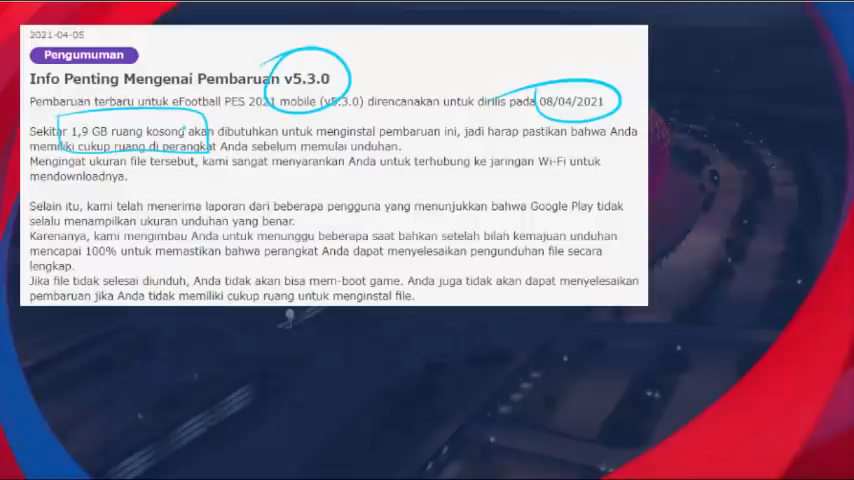 2021-04-05
Pengumuman
Info Penting Mengenai Pembaruan v5.3.0
Pembaruan terbaru untuk eFootball PES 2021 mobile (v5.3.0) direncanakan untuk dirilis pada 08/04/2021
Sekitar 1,9 GB ruang kosong akan dibutuhkan untuk menginstal pembaruan ini, jadi harap pastikan bahwa Anda
memiliki cukup ruang di perangkat Anda sebelum memulai unduhan.
Mengingat ukuran file tersebut, kami sangat menyarankan Anda untuk terhubung ke jaringan Wi-Fi untuk
mendownloadnya.
Selain itu, kami telah menerima laporan dari beberapa pengguna yang menunjukkan bahwa Google Play tidak
selalu menampilkan ukuran unduhan yang benar.
Karenanya, kami mengimbau Anda untuk menunggu beberapa saat bahkan setelah bilah kemajuan unduhan
mencapai 100% untuk memastikan bahwa perangkat Anda dapat menyelesaikan pengunduhan file secara
lengkap.
Jika file tidak selesai diunduh, Anda tidak akan bisa mem-boot game. Anda juga tidak akan dapat menyelesaikan
pembaruan jika Anda tidak memiliki cukup ruang untuk menginstal file.